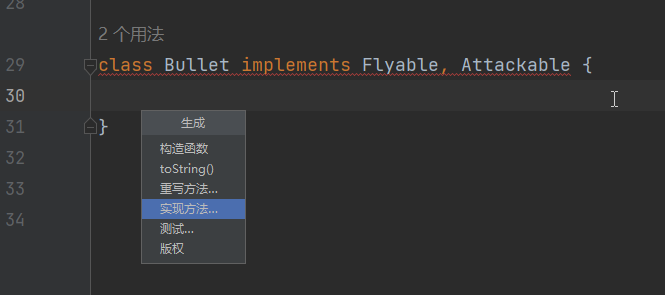 28
2 个用法
29 class Bullet implements Flyable, Attackable {
30
31 }
32
33
34
生成
构造函数
toString()
重写方法...
实现方法...
测试...
版权